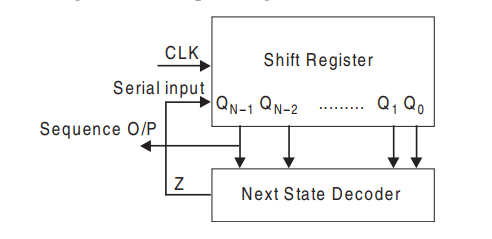 CLK
Shift Register
Serial input
Q_{N-1} Q_{N-2} ......... Q_1 Q_0
Sequence O/P
Z
Next State Decoder